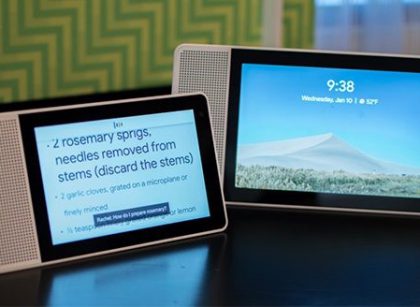 • 2 rosemary sprigs,
needles removed from
stems (discard the stems)
• 2 garlic cloves, grated on a microplane
or finely minced
Rachel: How do I prepare rosemary?
• ½ teaspoon
or lemon
9:38
Wednesday, Jan 10 | 52°F